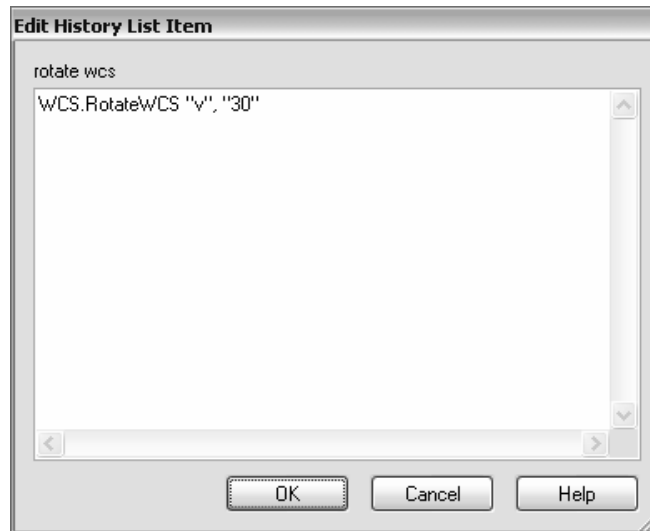 Edit History List Item
rotate wcs
WCS.RotateWCS "v", "30"
OK Cancel Help